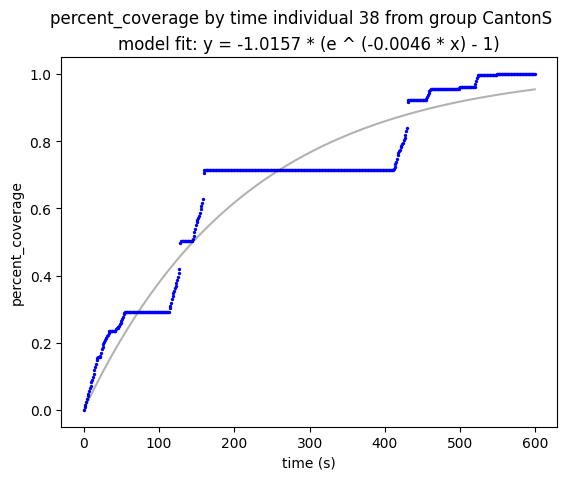 percent_coverage by time individual 38 from group CantonS
model fit: y = -1.0157 * (e ^ (-0.0046 * x) - 1)
1.0
0.8
0.6
0.4
0.2
0.0
percent_coverage
0 100 200 300 400 500 600
time (s)